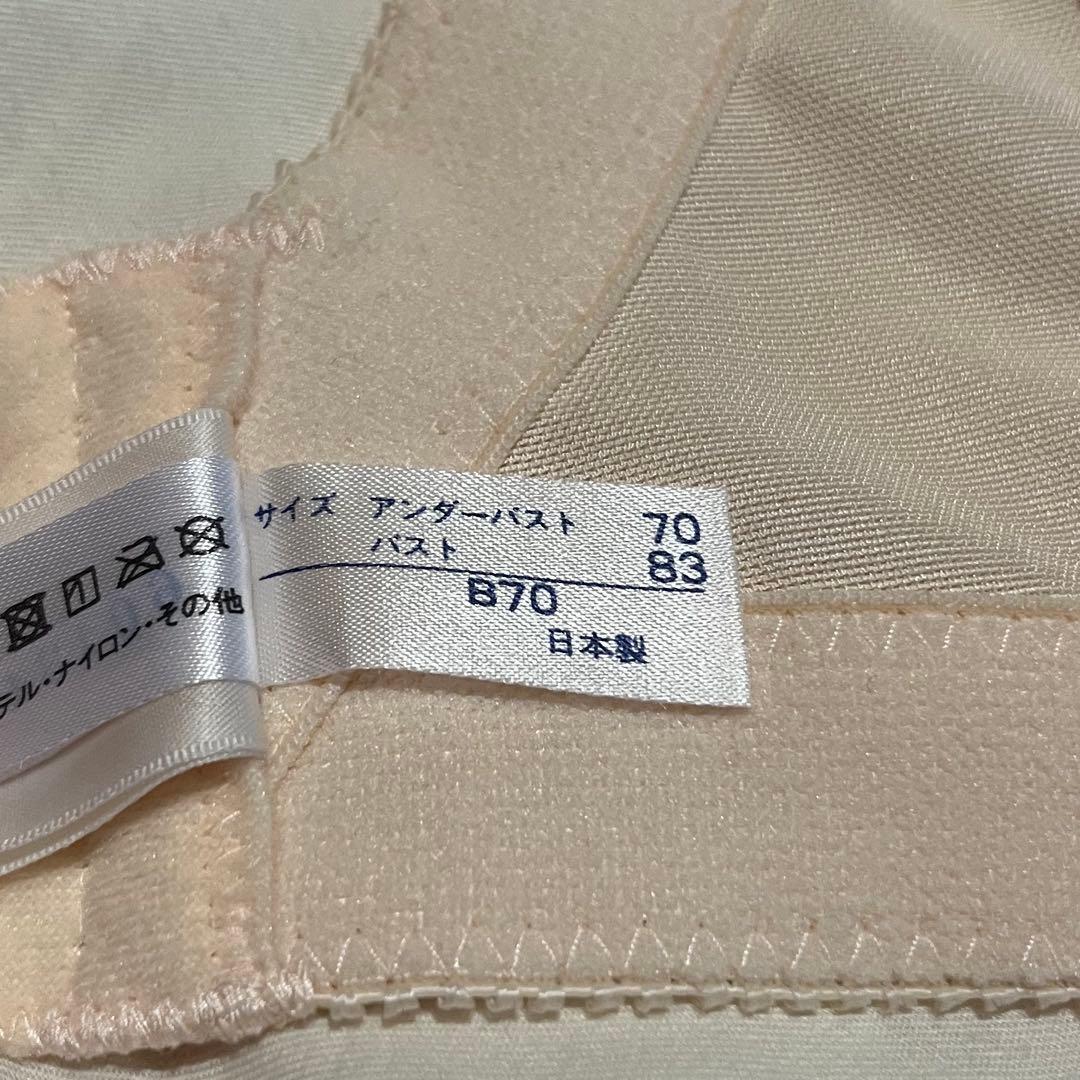 サイズ アンダーバスト 70
バスト 83
B70
日本製
テル・ナイロン・その他